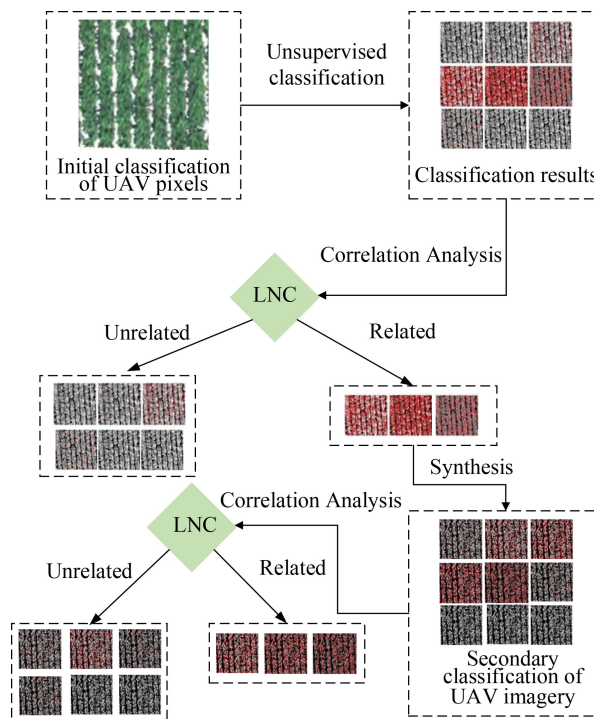 Unsupervised
classification
Initial classification
of UAV pixels
Classification results
Correlation Analysis
LNC
Unrelated
Related
Synthesis
Correlation Analysis
LNC
Unrelated
Related
Secondary
classification of
UAV imagery